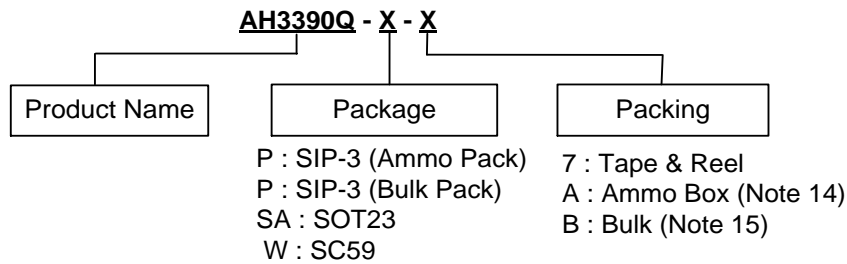 AH3390Q - X - X
Product Name
Package
Packing
P : SIP-3 (Ammo Pack)
P : SIP-3 (Bulk Pack)
SA : SOT23
W : SC59
7 : Tape & Reel
A : Ammo Box (Note 14)
B : Bulk (Note 15)